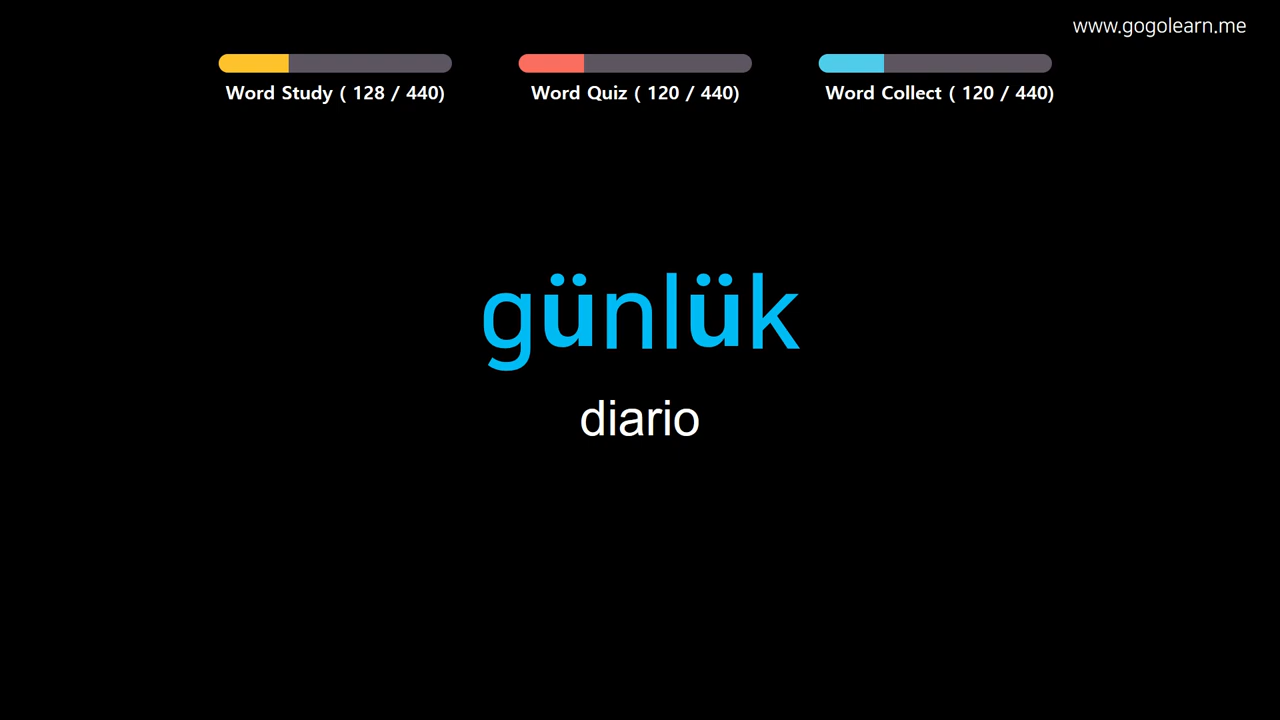 www.gogolearn.me
Word Study ( 128 / 440)
Word Quiz ( 120 / 440)
Word Collect ( 120 / 440)
günlük
diario